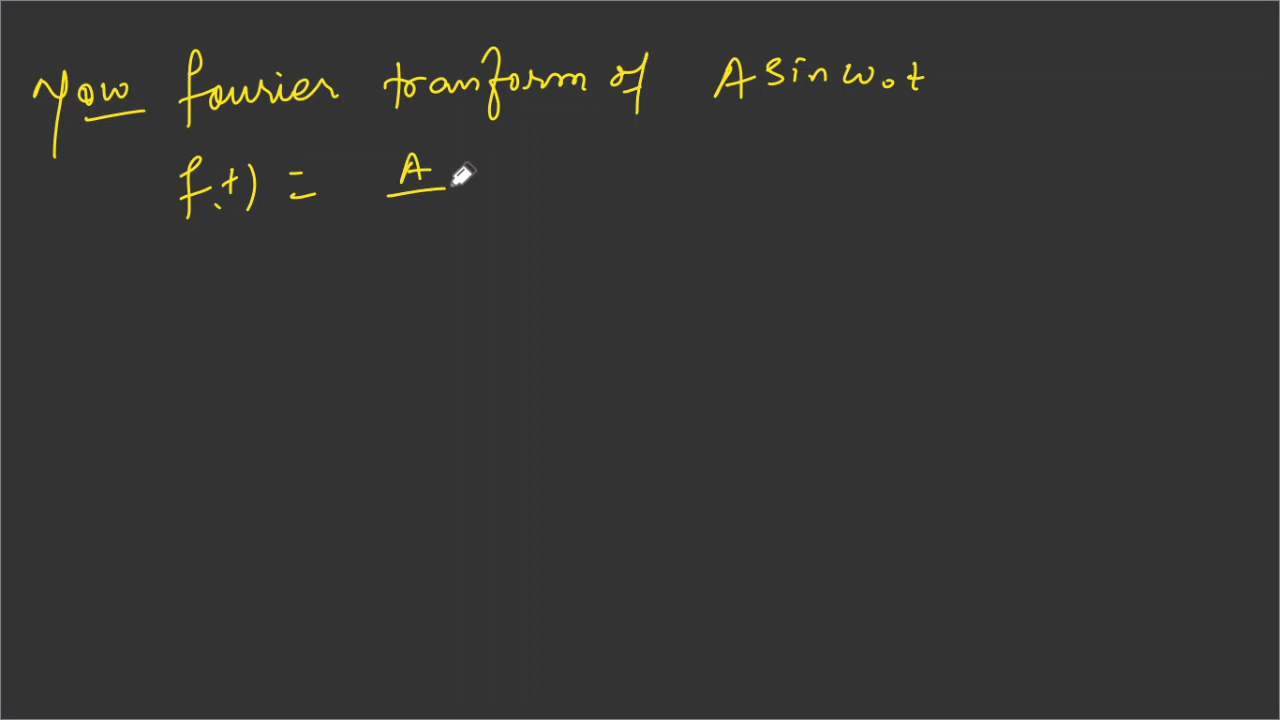 Now fourier tranform of A sin ω₀t
f(t) = A